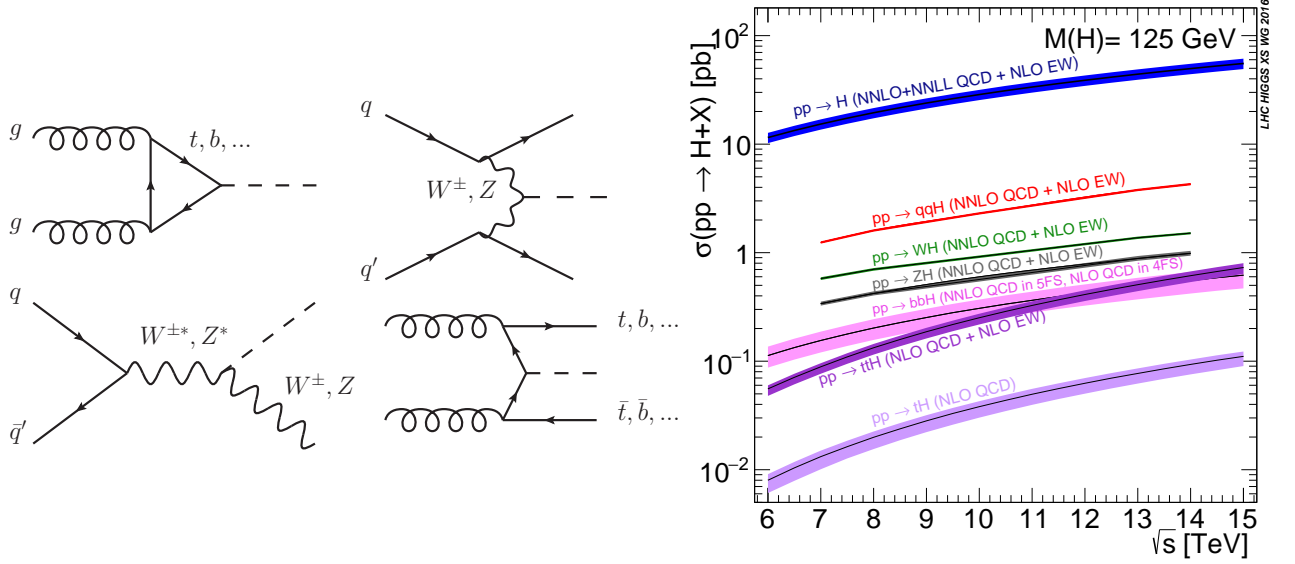 g
t, b, ...
g
q
W±, Z
q′
q
W±*, Z*
W±, Z
q̄′
t, b, ...
t̄, b̄, ...
σ(pp → H+X) [pb]
10²
10
1
10⁻¹
10⁻²
M(H)= 125 GeV
LHC HIGGS XS WG 2016
pp → H (NNLO+NNLL QCD + NLO EW)
pp → qqH (NNLO QCD + NLO EW)
pp → WH (NNLO QCD + NLO EW)
pp → ZH (NNLO QCD + NLO EW)
pp → bbH (NNLO QCD in 5FS, NLO QCD in 4FS)
pp → ttH (NLO QCD + NLO EW)
pp → tH (NLO QCD)
6 7 8 9 10 11 12 13 14 15
√s [TeV]